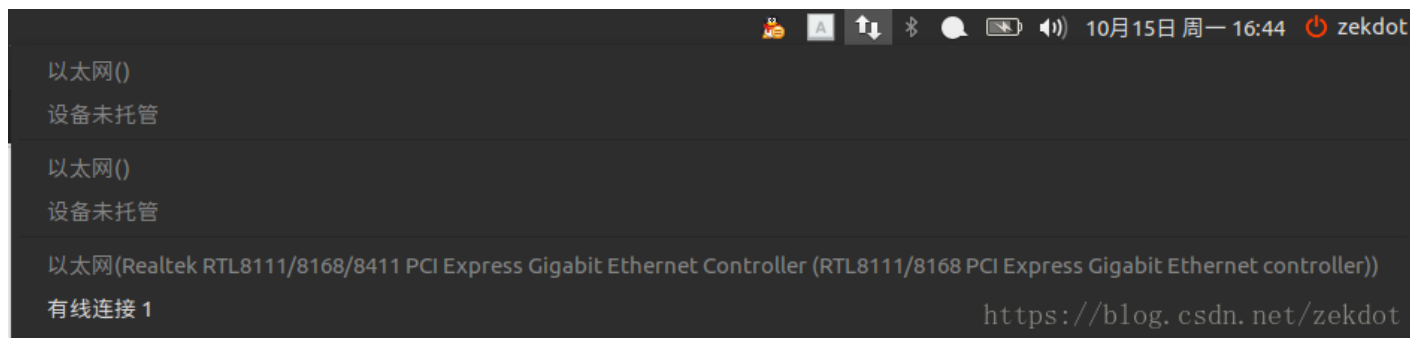 A 10月15日 周一 16:44 zekdot
以太网()
设备未托管
以太网()
设备未托管
以太网(Realtek RTL8111/8168/8411 PCI Express Gigabit Ethernet Controller (RTL8111/8168 PCI Express Gigabit Ethernet controller))
有线连接 1
https://blog.csdn.net/zekdot